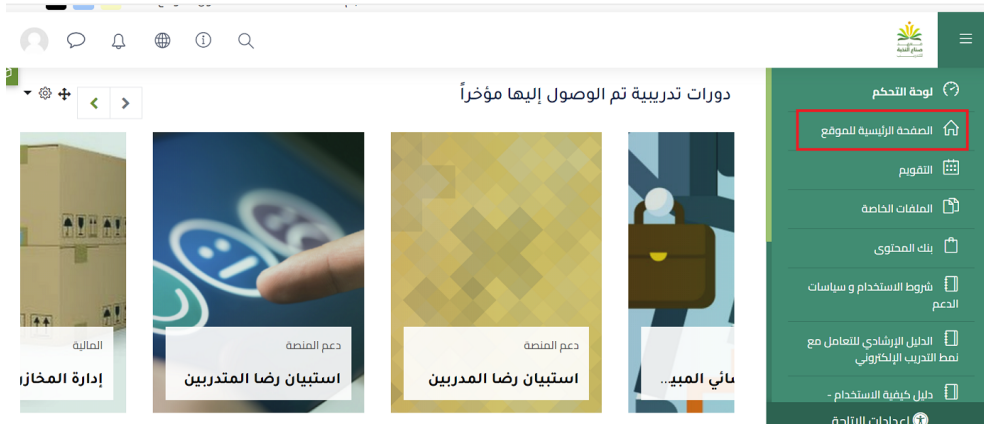 صناع النخبة
لوحة التحكم
الصفحة الرئيسية للموقع
التقويم
الملفات الخاصة
بنك المحتوى
شروط الاستخدام و سياسات
الدعم
الدليل الإرشادي للتعامل مع
نمط التدريب الإلكتروني
دليل كيفية الاستخدام -
إعدادات الإتاحة
دورات تدريبية تم الوصول إليها مؤخراً
دعم المنصة
استبيان رضا المدربين
دعم المنصة
استبيان رضا المتدربين
المالية
إدارة المخازن